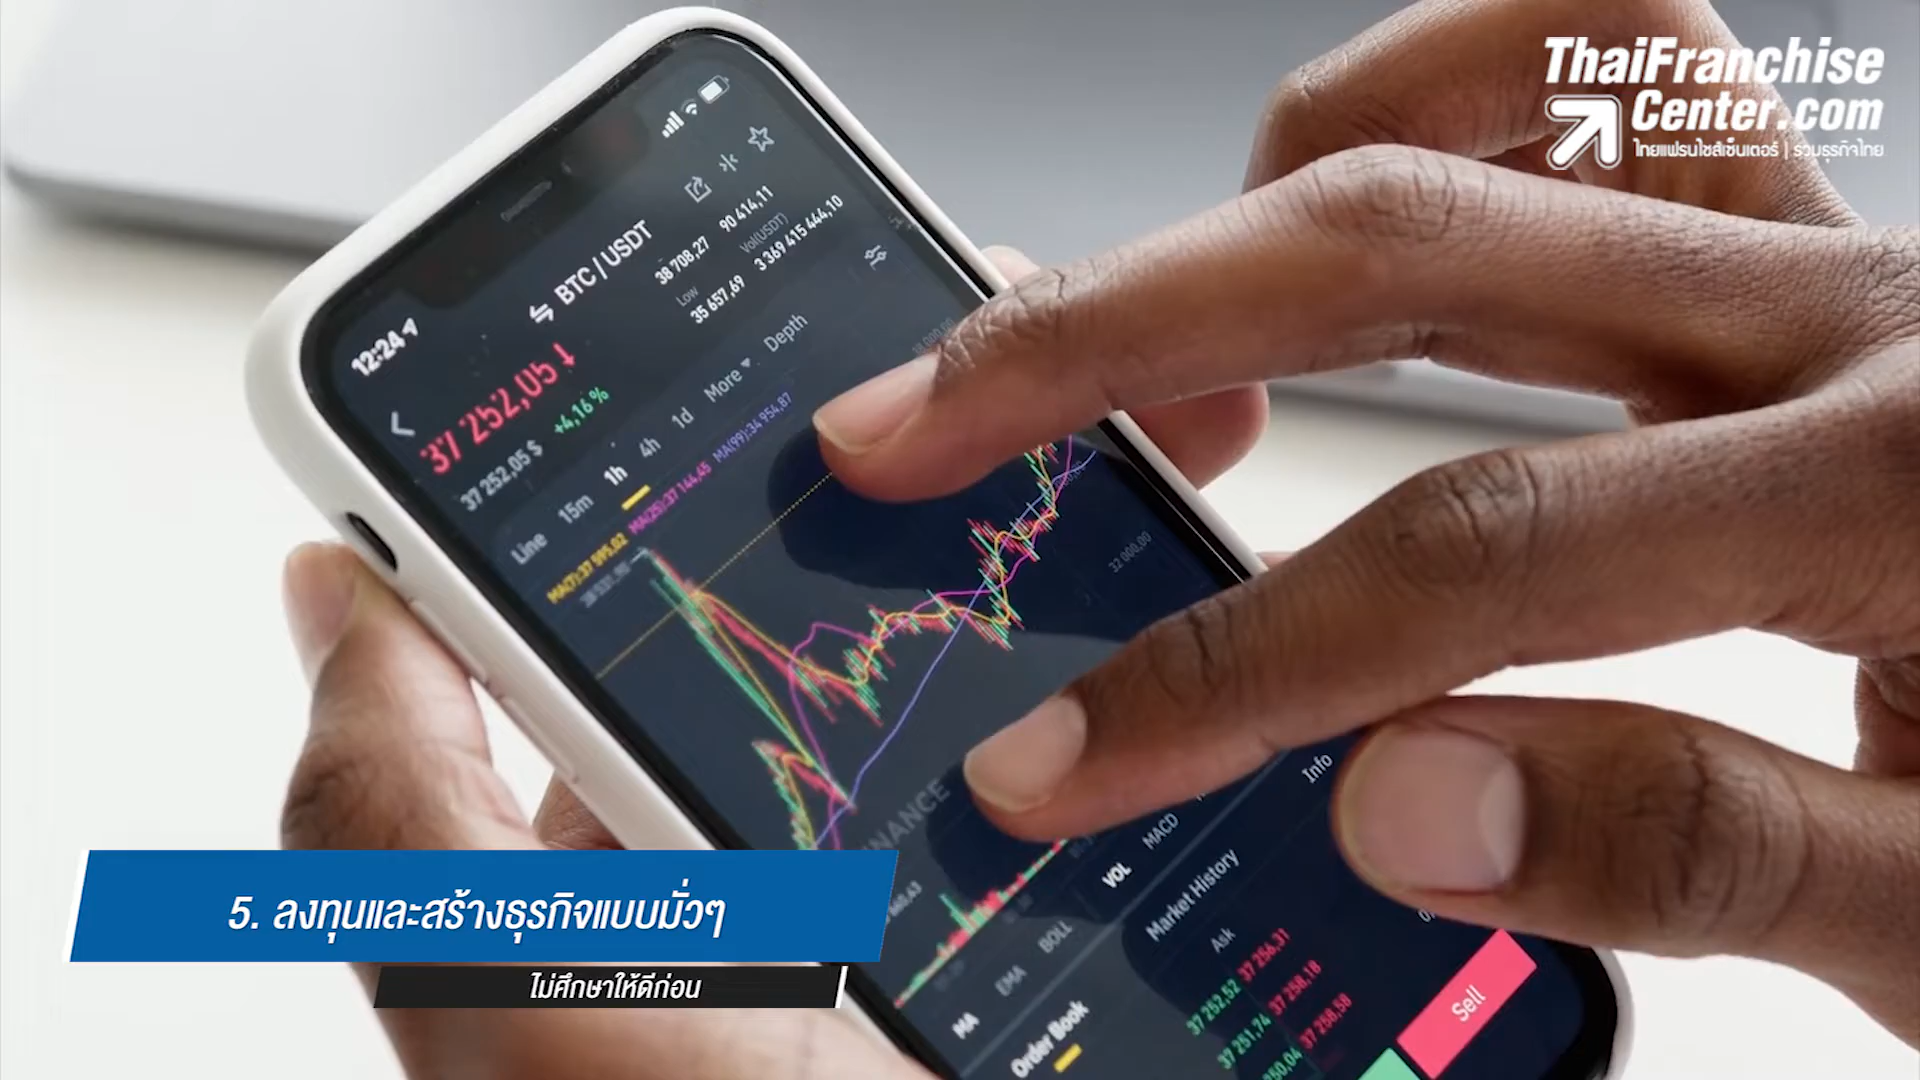 ThaiFranchise
Center.com
ไทยแฟรนไชส์เซ็นเตอร์ | รวมธุรกิจไทย
12:24
BTC / USDT
37 252,05
37 252,05 $ +4,16 %
38 708,27 90 414,11
Low Vol(USDT)
35 657,69 3 369 415 444,10
Line 15m 1h 4h 1d More Depth
MA(7):37 595,02 MA(25):37 144,45 MA(99):34 954,87
32 000,00
MA EMA BOLL VOL MACD
Order Book Market History Info
Ask
37 252,52 37 256,31
37 251,74 37 258,18
37 258,58
Sell
5. ลงทุนและสร้างธุรกิจแบบมั่วๆ
ไม่ศึกษาให้ดีก่อน